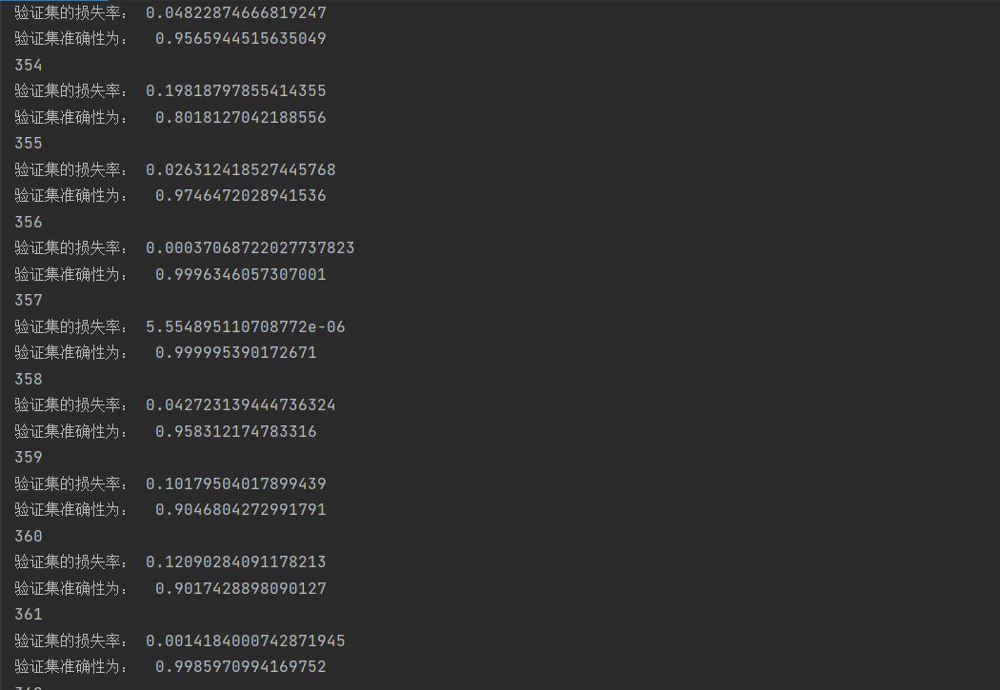 验证集的损失率： 0.04822874666819247
验证集准确性为：  0.9565944515635049
354
验证集的损失率： 0.19818797855414355
验证集准确性为：  0.8018127042188556
355
验证集的损失率： 0.026312418527445768
验证集准确性为：  0.9746472028941536
356
验证集的损失率： 0.00037068722027737823
验证集准确性为：  0.9996346057307001
357
验证集的损失率： 5.554895110708772e-06
验证集准确性为：  0.999995390172671
358
验证集的损失率： 0.042723139444736324
验证集准确性为：  0.958312174783316
359
验证集的损失率： 0.10179504017899439
验证集准确性为：  0.9046804272991791
360
验证集的损失率： 0.12090284091178213
验证集准确性为：  0.9017428898090127
361
验证集的损失率： 0.0014184000742871945
验证集准确性为：  0.9985970994169752